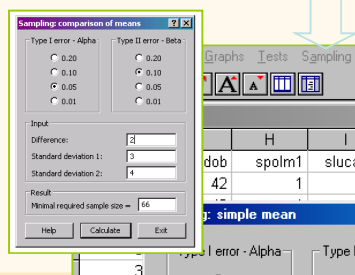 Sampling: comparison of means
Type I error - Alpha
Type II error - Beta
0.20
0.20
0.10
0.10
0.05
0.05
0.01
0.01
Input
Difference: 2
Standard deviation 1: 3
Standard deviation 2: 4
Result
Minimal required sample size = 66
Help Calculate Exit
Graphs Tests Sampling
A A
H I
dob spolm1 sluca
42 1
: simple mean
Type I error - Alpha
Type I
3